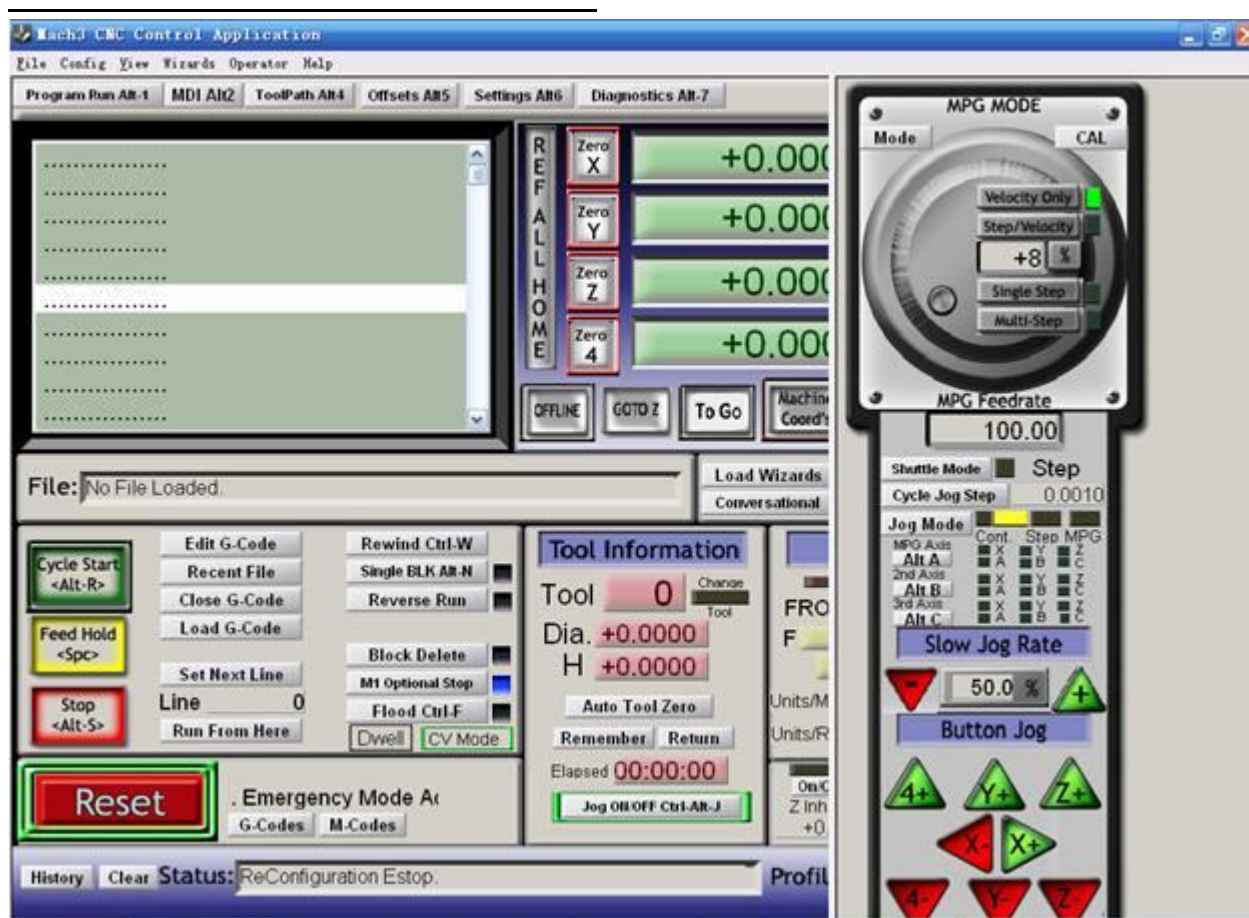 Mach3 CNC Control Application
File Config View Wizards Operator Help
Program Run Alt-1 MDI Alt2 ToolPath Alt4 Offsets Alt5 Settings Alt6 Diagnostics Alt-7
REF ALL HOME
Zero X +0.000
Zero Y +0.000
Zero Z +0.000
Zero 4 +0.000
OFFLINE GOTO Z To Go Machine Coord's
File: No File Loaded.
Load Wizards
Conversational
Cycle Start <Alt-R>
Feed Hold <Spc>
Stop <Alt-S>
Edit G-Code
Recent File
Close G-Code
Load G-Code
Set Next Line
Line 0
Run From Here
Rewind Ctrl-W
Single BLK Alt-N
Reverse Run
Block Delete
M1 Optional Stop
Flood Ctrl-F
Dwell CV Mode
Reset
. Emergency Mode Ac
G-Codes M-Codes
Tool Information
Tool 0 Change Tool
Dia. +0.0000
H +0.0000
Auto Tool Zero
Remember Return
Elapsed 00:00:00
Jog ON/OFF Ctrl-Alt-J
FRO
F
Units/M
Units/R
On/O
Z Inh
+0
History Clear Status: ReConfiguration Estop.
Profil
MPG MODE
Mode CAL
Velocity Only
Step/Velocity
+8 %
Single Step
Multi-Step
MPG Feedrate
100.00
Shuttle Mode Step
Cycle Jog Step 0.0010
Jog Mode
Cont. Step MPG
MPG Axis X Y Z
Alt A A B C
2nd Axis X Y Z
Alt B A B C
3rd Axis X Y Z
Alt C A B C
Slow Jog Rate
- 50.0 % +
Button Jog
4+ Y+ Z+
X- X+
4- Y- Z-